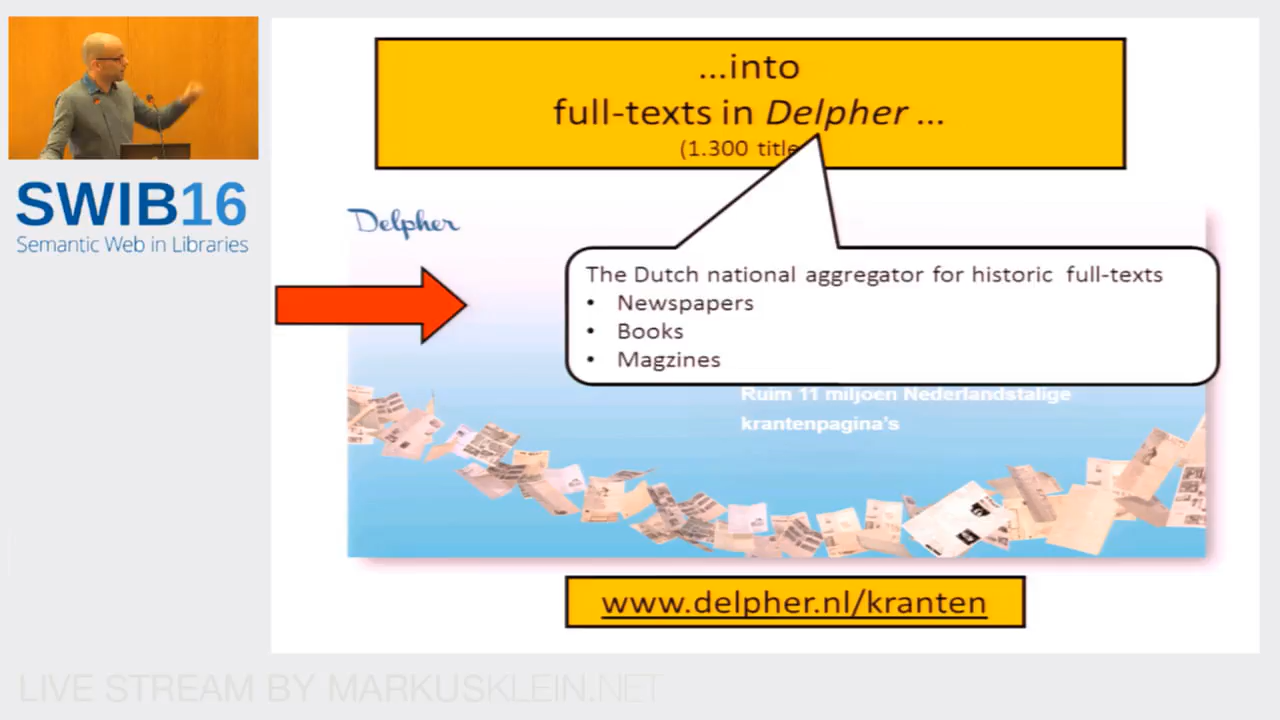 ...into
full-texts in Delpher ...
(1.300 title
SWIB16
Semantic Web in Libraries
Delpher
The Dutch national aggregator for historic full-texts
• Newspapers
• Books
• Magzines
Ruim 11 miljoen Nederlandstalige
krantenpagina's
www.delpher.nl/kranten
LIVE STREAM BY MARKUSKLEIN.NET